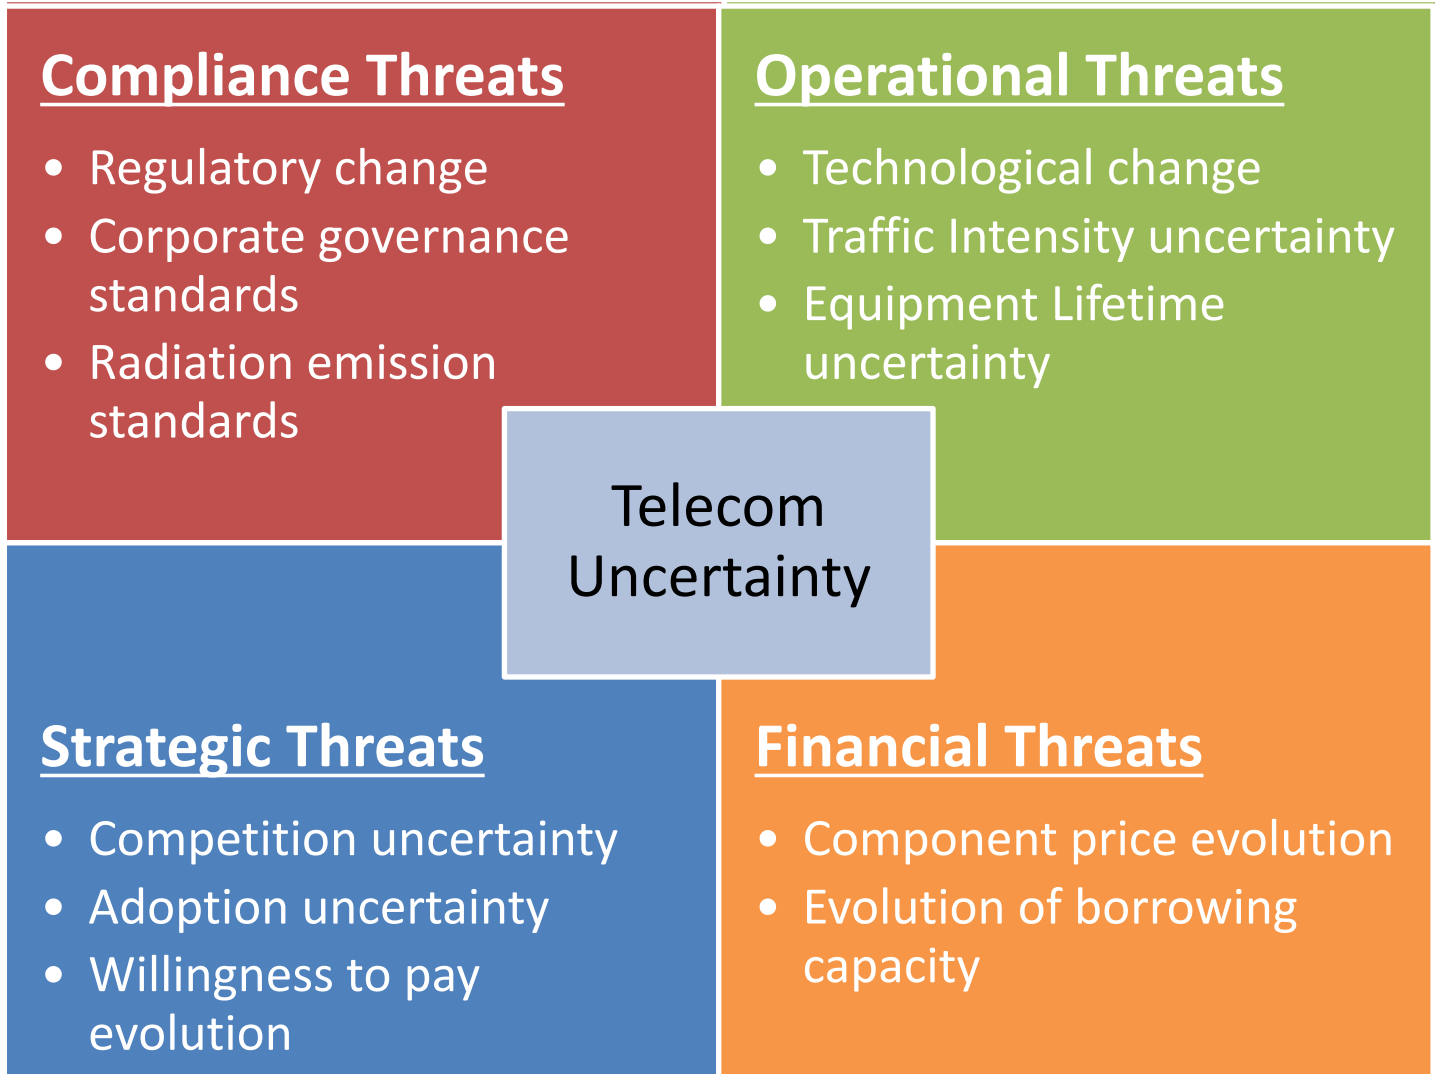 Compliance Threats
• Regulatory change
• Corporate governance
standards
• Radiation emission
standards
Operational Threats
• Technological change
• Traffic Intensity uncertainty
• Equipment Lifetime
uncertainty
Telecom
Uncertainty
Strategic Threats
• Competition uncertainty
• Adoption uncertainty
• Willingness to pay
evolution
Financial Threats
• Component price evolution
• Evolution of borrowing
capacity